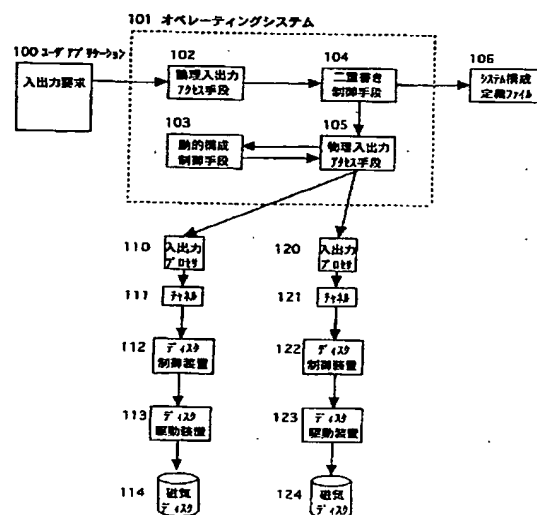 101 オペレーティングシステム
100 ユーザアプリケーション
入出力要求
102
論理入出力
アクセス手段
104
二重書き
制御手段
106
システム構成
定義ファイル
103
動的構成
制御手段
105
物理入出力
アクセス手段
110
入出力
プロセサ
120
入出力
プロセサ
111
チャネル
121
チャネル
112
ディスク
制御装置
122
ディスク
制御装置
113
ディスク
駆動装置
123
ディスク
駆動装置
114
磁気
ディスク
124
磁気
ディスク